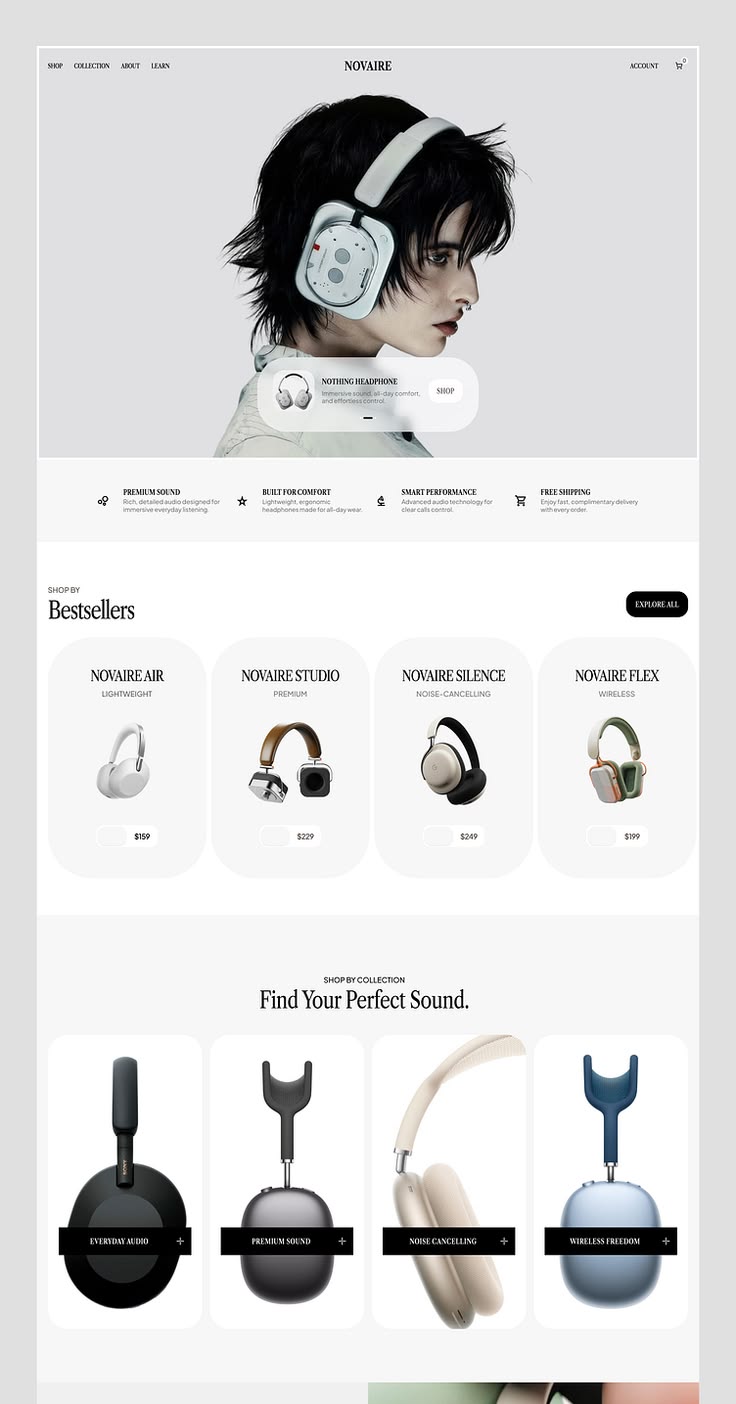 SHOP COLLECTION ABOUT LEARN NOVAIRE ACCOUNT 0
NOTHING HEADPHONE
Immersive sound, all-day comfort,
and effortless control.
SHOP
PREMIUM SOUND
Rich, detailed audio designed for
immersive everyday listening.
BUILT FOR COMFORT
Lightweight, ergonomic
headphones made for all-day wear.
SMART PERFORMANCE
Advanced audio technology for
clear calls control.
FREE SHIPPING
Enjoy fast, complimentary delivery
with every order.
SHOP BY
Bestsellers
EXPLORE ALL
NOVAIRE AIR
LIGHTWEIGHT
$159
NOVAIRE STUDIO
PREMIUM
$229
NOVAIRE SILENCE
NOISE-CANCELLING
$249
NOVAIRE FLEX
WIRELESS
$199
SHOP BY COLLECTION
Find Your Perfect Sound.
SONY
EVERYDAY AUDIO
PREMIUM SOUND
NOISE CANCELLING
WIRELESS FREEDOM